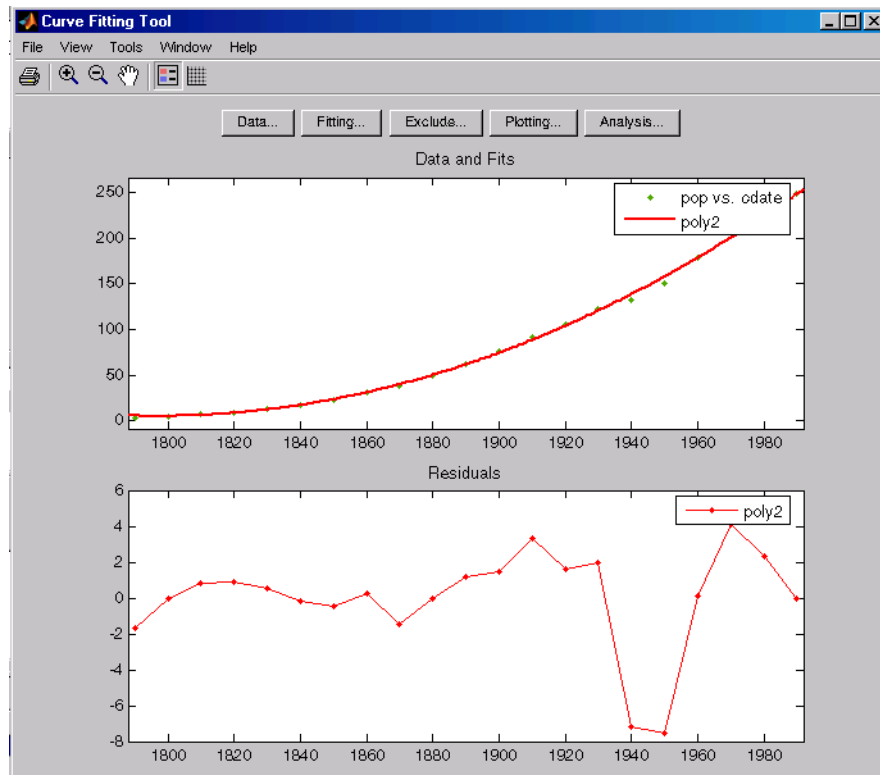 Curve Fitting Tool
File View Tools Window Help
Data... Fitting... Exclude... Plotting... Analysis...
Data and Fits
250
200
150
100
50
0
pop vs. cdate
poly2
1800 1820 1840 1860 1880 1900 1920 1940 1960 1980
Residuals
6
4
2
0
-2
-4
-6
-8
poly2
1800 1820 1840 1860 1880 1900 1920 1940 1960 1980